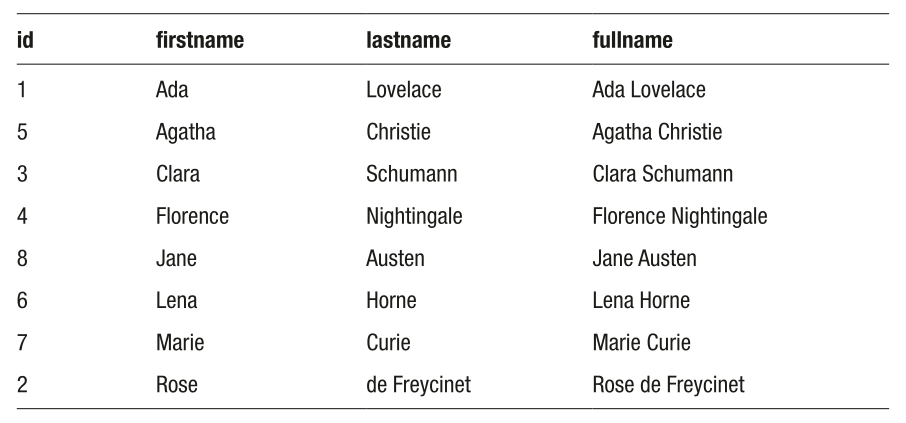 id firstname lastname fullname
1 Ada Lovelace Ada Lovelace
5 Agatha Christie Agatha Christie
3 Clara Schumann Clara Schumann
4 Florence Nightingale Florence Nightingale
8 Jane Austen Jane Austen
6 Lena Horne Lena Horne
7 Marie Curie Marie Curie
2 Rose de Freycinet Rose de Freycinet